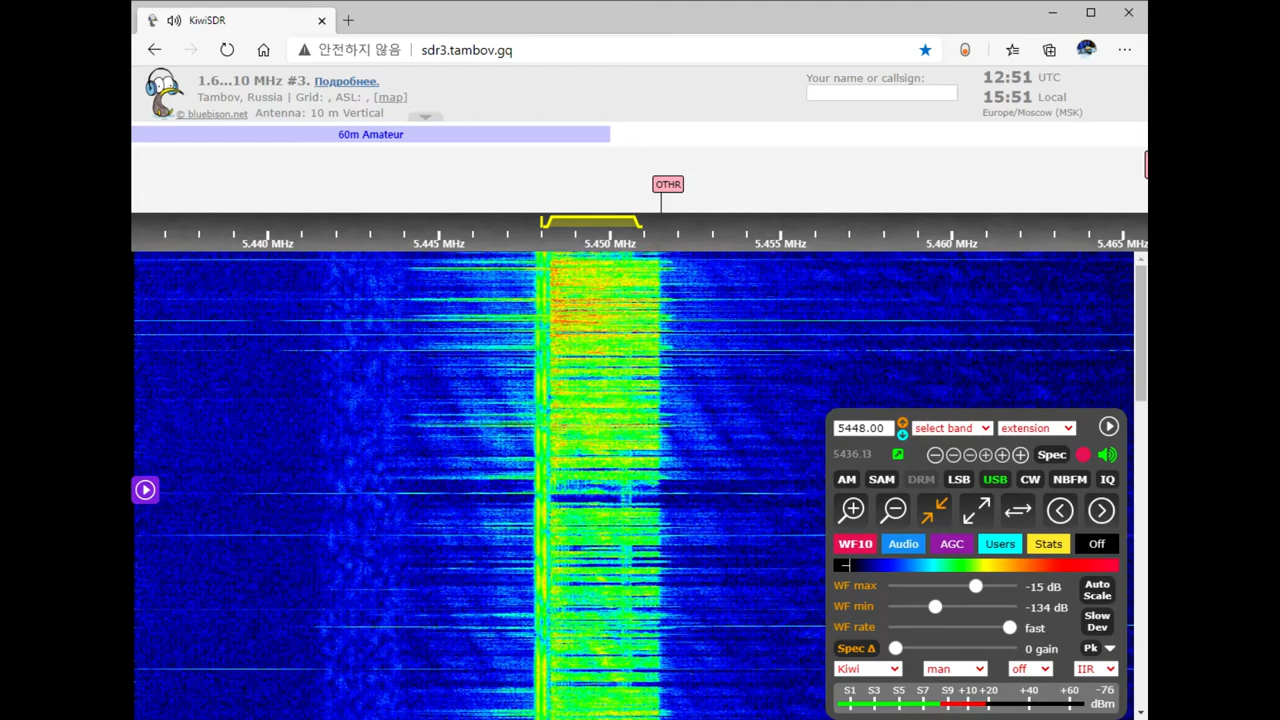 KiwiSDR
안전하지 않음 sdr3.tambov.gq
1.6...10 MHz #3. Подробнее.
Tambov, Russia | Grid: , ASL: , [map]
© bluebison.net Antenna: 10 m Vertical
Your name or callsign:
12:51 UTC
15:51 Local
Europe/Moscow (MSK)
60m Amateur
OTHR
5.440 MHz 5.445 MHz 5.450 MHz 5.455 MHz 5.460 MHz 5.465 MHz
5448.00 select band extension
5436.13 Spec
AM SAM DRM LSB USB CW NBFM IQ
WF10 Audio AGC Users Stats Off
WF max -15 dB Auto Scale
WF min -134 dB
WF rate fast Slow Dev
Spec Δ 0 gain Pk
Kiwi man off IIR
S1 S3 S5 S7 S9 +10 +20 +40 +60 -76
dBm